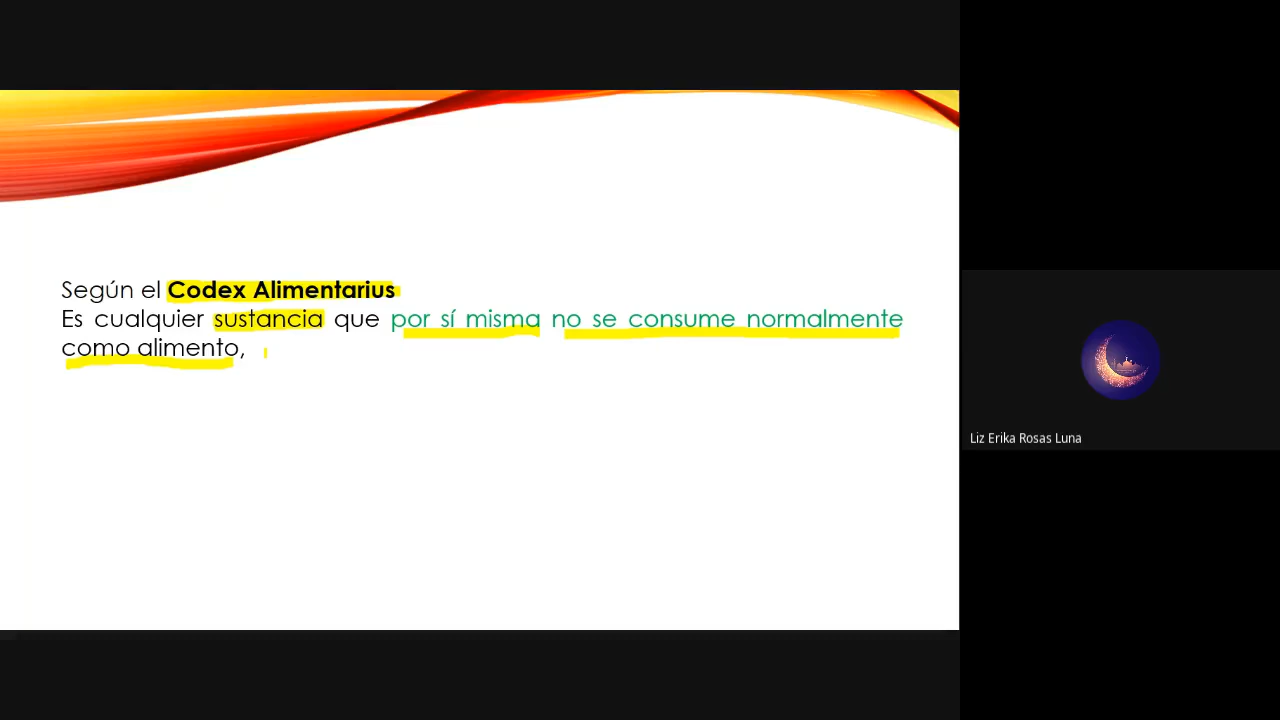 Según el Codex Alimentarius
Es cualquier sustancia que por sí misma no se consume normalmente
como alimento,
Liz Erika Rosas Luna